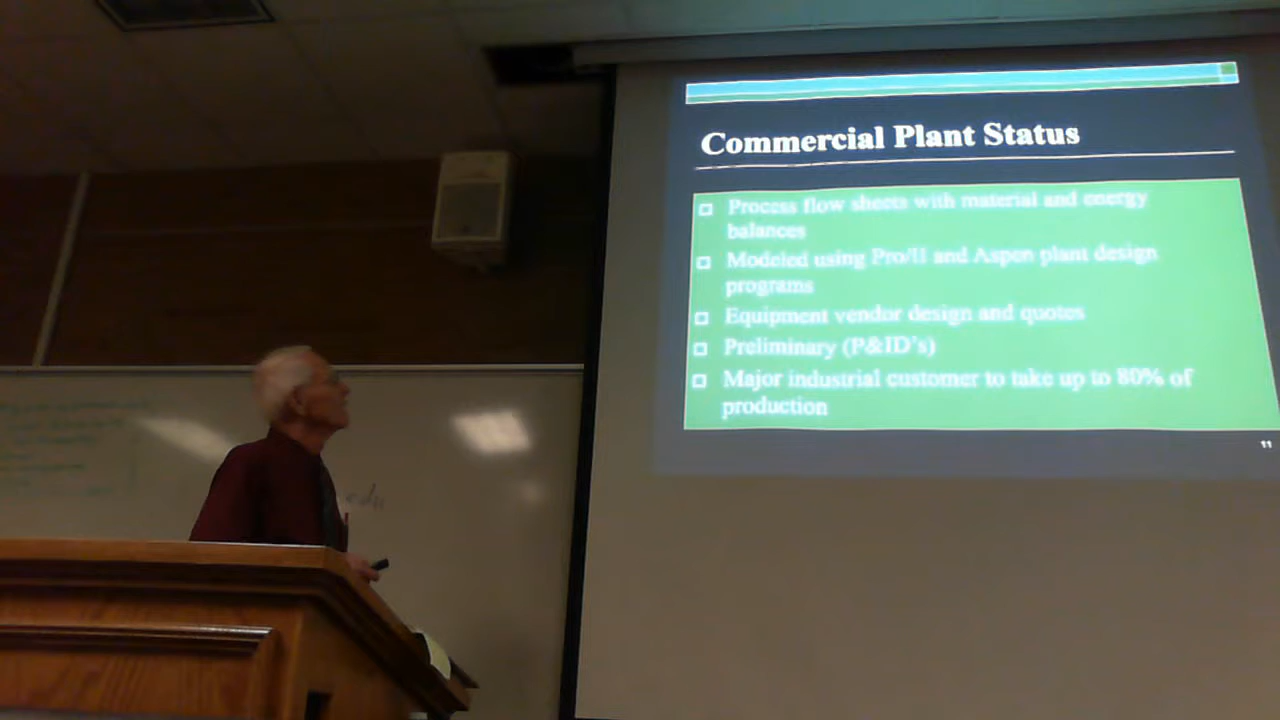 Commercial Plant Status
Process flow sheets with material and energy
balances
Modeled using Pro/II and Aspen plant design
programs
Equipment vendor design and quotes
Preliminary (P&ID's)
Major industrial customer to take up to 80% of
production
11
.edu